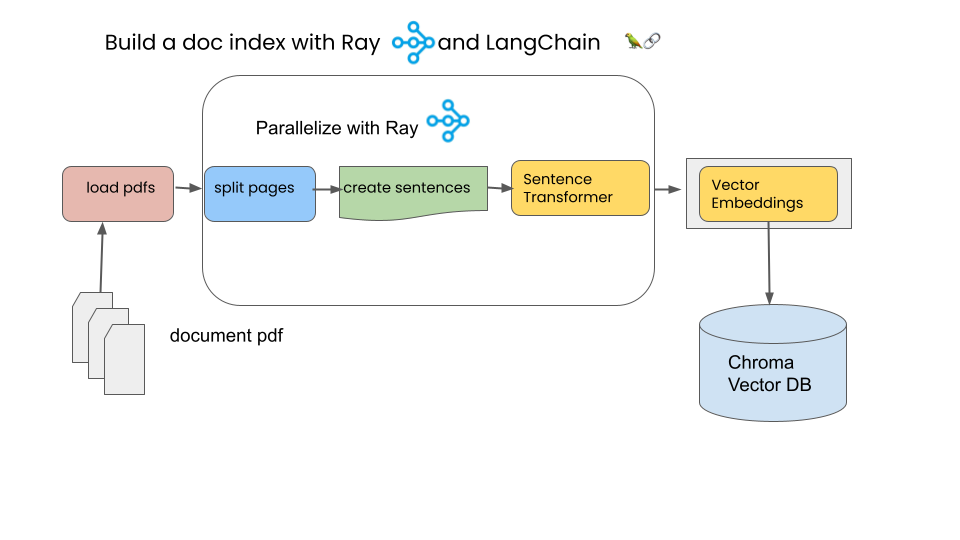 Build a doc index with Ray and LangChain
Parallelize with Ray
load pdfs
split pages
create sentences
Sentence
Transformer
Vector
Embeddings
document pdf
Chroma
Vector DB